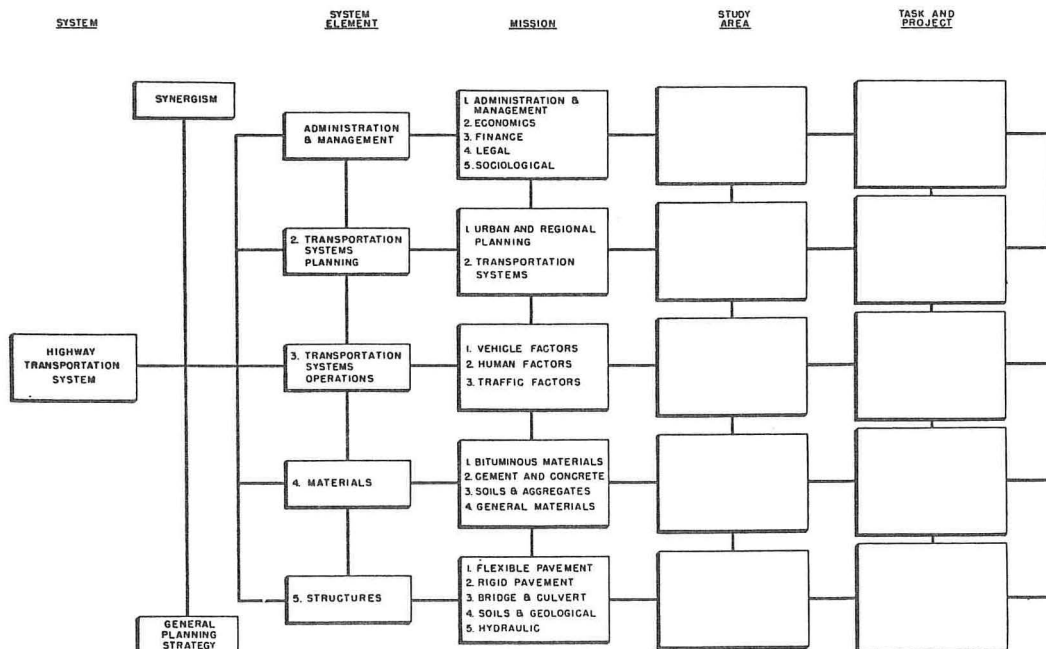 SYSTEM
SYSTEM
ELEMENT
MISSION
STUDY
AREA
TASK AND
PROJECT
SYNERGISM
HIGHWAY
TRANSPORTATION
SYSTEM
GENERAL
PLANNING
STRATEGY
ADMINISTRATION
& MANAGEMENT
1. ADMINISTRATION &
MANAGEMENT
2. ECONOMICS
3. FINANCE
4. LEGAL
5. SOCIOLOGICAL
2. TRANSPORTATION
SYSTEMS
PLANNING
1. URBAN AND REGIONAL
PLANNING
2. TRANSPORTATION
SYSTEMS
3. TRANSPORTATION
SYSTEMS
OPERATIONS
1. VEHICLE FACTORS
2. HUMAN FACTORS
3. TRAFFIC FACTORS
4. MATERIALS
1. BITUMINOUS MATERIALS
2. CEMENT AND CONCRETE
3. SOILS & AGGREGATES
4. GENERAL MATERIALS
5. STRUCTURES
1. FLEXIBLE PAVEMENT
2. RIGID PAVEMENT
3. BRIDGE & CULVERT
4. SOILS & GEOLOGICAL
5. HYDRAULIC